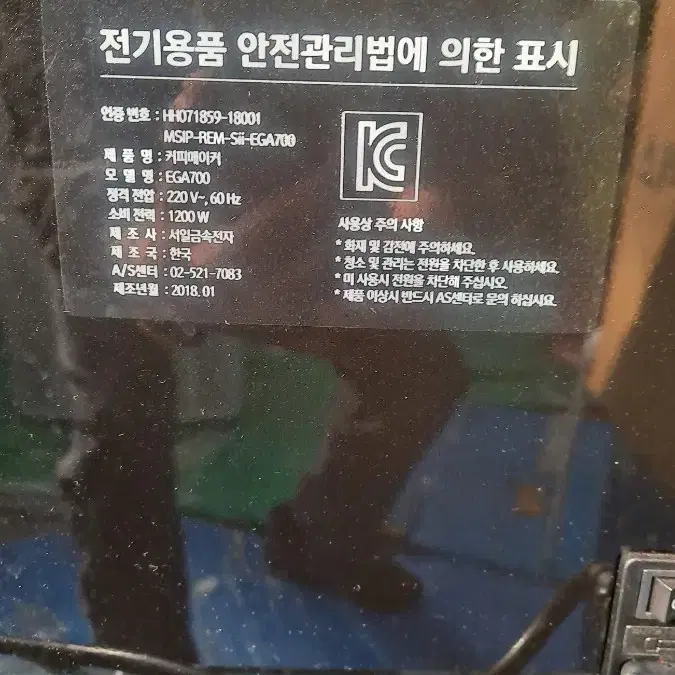 전기용품 안전관리법에 의한 표시
인증 번호 : HH071859-18001
MSIP-REM-Sii-EGA700
제 품 명 : 커피메이커
모 델 명 : EGA700
정격 전압 : 220 V~, 60 Hz
소비 전력 : 1200 W
제 조 사 : 서일금속전자
제 조 국 : 한국
A/S센터 : 02-521-7083
제조년월 : 2018. 01
KC
사용상 주의 사항
* 화재 및 감전에 주의하세요.
* 청소 및 관리는 전원을 차단한 후 사용하세요.
* 미 사용시 전원을 차단해 주십시오.
* 제품 이상시 반드시 AS센터로 문의 하십시요.